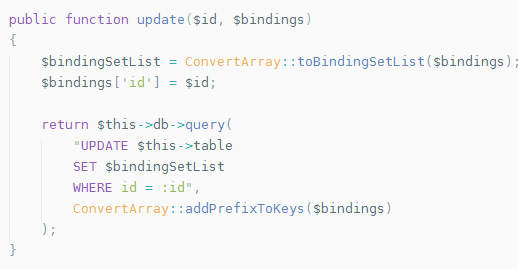 public function update($id, $bindings)
{
    $bindingSetList = ConvertArray::toBindingSetList($bindings);
    $bindings['id'] = $id;

    return $this->db->query(
        "UPDATE $this->table
        SET $bindingSetList
        WHERE id = :id",
        ConvertArray::addPrefixToKeys($bindings)
    );
}